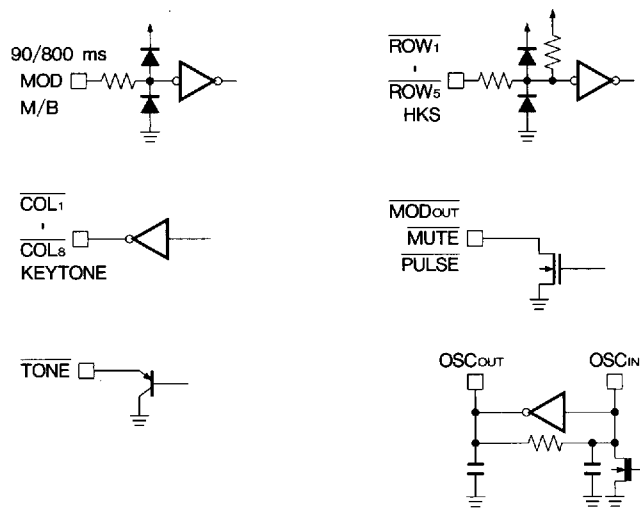 90/800 ms
MOD
M/B
ROW1
-
ROW5
HKS
COL1
-
COL8
KEYTONE
MODOUT
MUTE
PULSE
TONE
OSCOUT
OSCIN